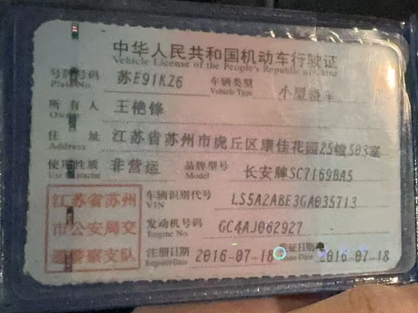 中华人民共和国机动车行驶证
Vehicle License of the People's Republic of China
号牌号码 苏E91K26 车辆类型 小型轿车
Plate No. Vehicle Type
所有人 王艳锋
Owner
住址 江苏省苏州市虎丘区康佳花园25幢503室
Address
使用性质 非营运 品牌型号 长安牌SC7169BA5
Use Character Model
江苏省苏州 车辆识别代号 LS5A2ABE3GA035713
VIN
市公安局交 发动机号码 GC4AJ062927
Engine No.
通警察支队 注册日期 2016-07-18 发证日期 2016-07-18
Register Date Issue Date